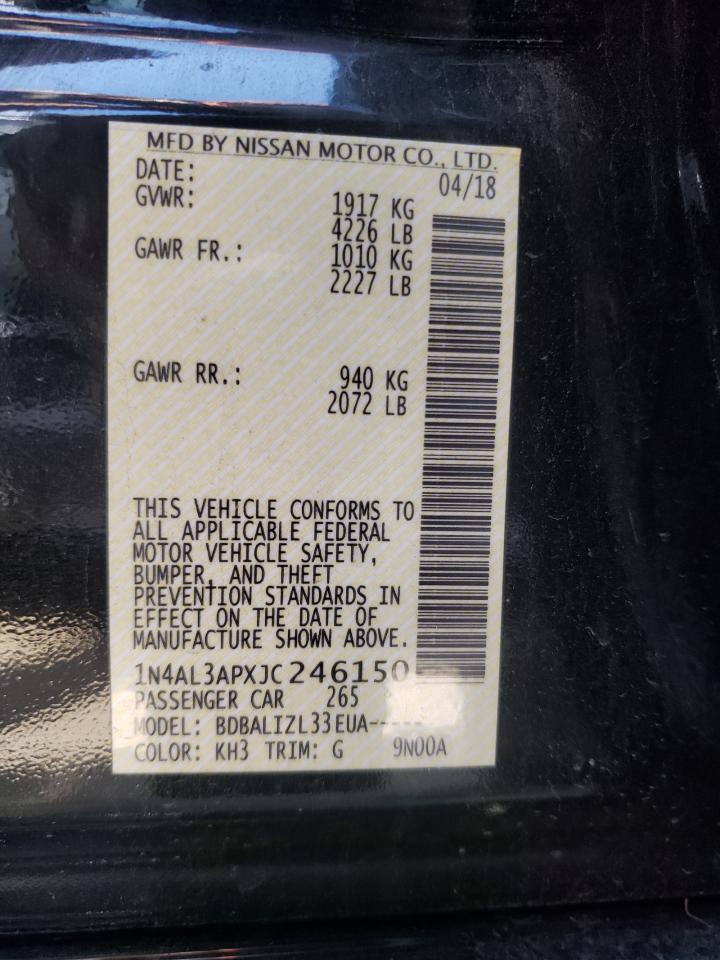 MFD BY NISSAN MOTOR CO., LTD.
DATE: 04/18
GVWR: 1917 KG
4226 LB
GAWR FR.: 1010 KG
2227 LB
GAWR RR.: 940 KG
2072 LB
THIS VEHICLE CONFORMS TO
ALL APPLICABLE FEDERAL
MOTOR VEHICLE SAFETY,
BUMPER, AND THEFT
PREVENTION STANDARDS IN
EFFECT ON THE DATE OF
MANUFACTURE SHOWN ABOVE.
1N4AL3APXJC246150
PASSENGER CAR 265
MODEL: BDBALIZL33EUA-----
COLOR: KH3 TRIM: G 9N00A